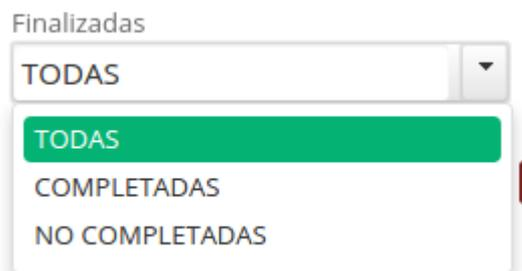 Finalizadas
TODAS
TODAS
COMPLETADAS
NO COMPLETADAS